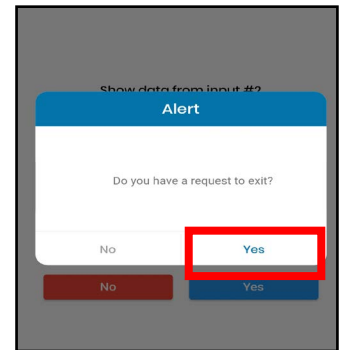 Show data from input #2
Alert
Do you have a request to exit?
No Yes
No Yes